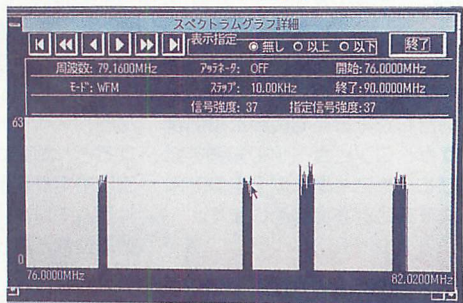 スペクトラムグラフ詳細
表示指定 無し 以上 以下 終了
周波数: 79.1600MHz アッテネータ: OFF 開始:76.0000MHz
モード: WFM ステップ: 10.00KHz 終了:90.0000MHz
信号強度: 37 指定信号強度:37
63
0
76.0000MHz 82.0200MHz